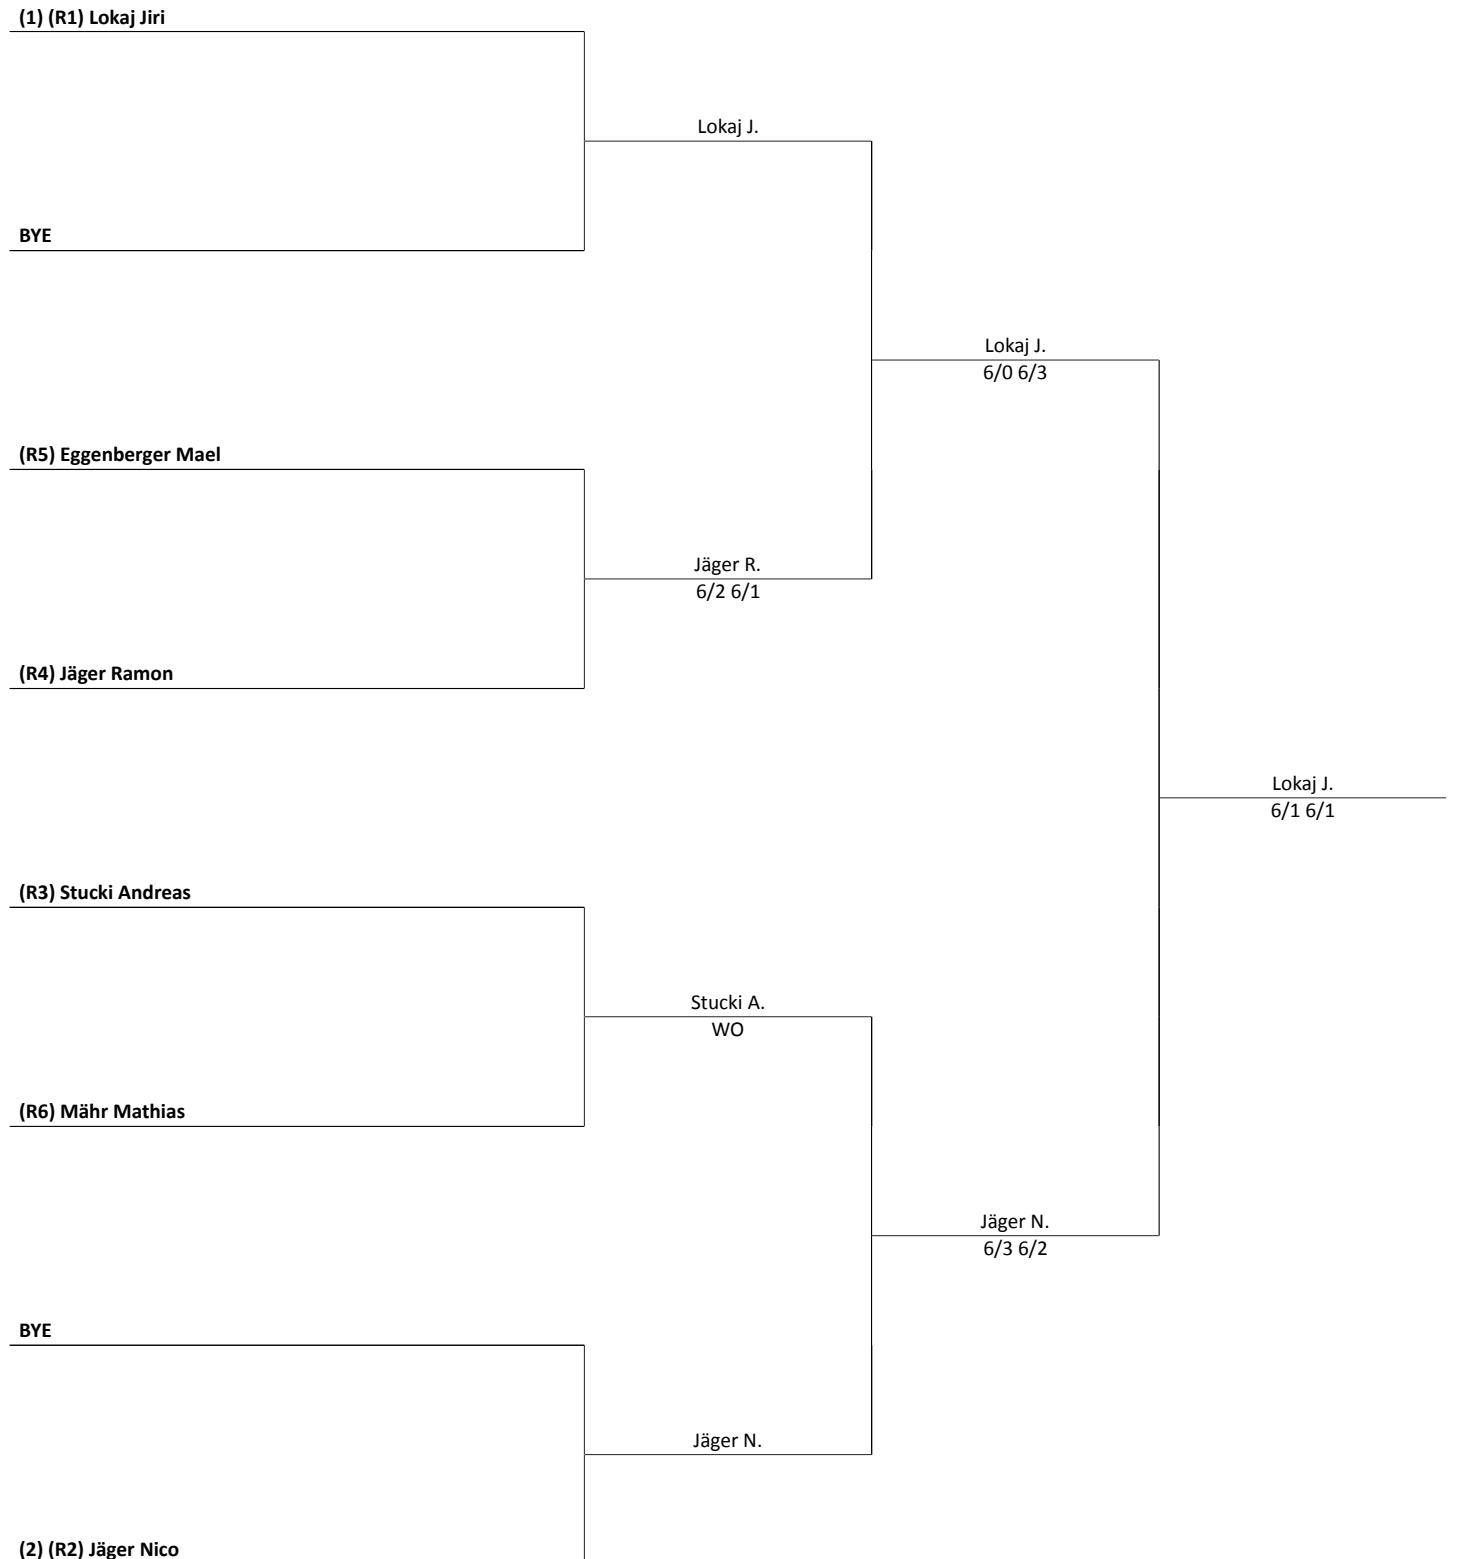 (1) (R1) Lokaj Jiri
Lokaj J.
BYE
Lokaj J.
6/0 6/3
(R5) Eggenberger Mael
Jäger R.
6/2 6/1
(R4) Jäger Ramon
Lokaj J.
6/1 6/1
(R3) Stucki Andreas
Stucki A.
WO
(R6) Mähr Mathias
Jäger N.
6/3 6/2
BYE
Jäger N.
(2) (R2) Jäger Nico